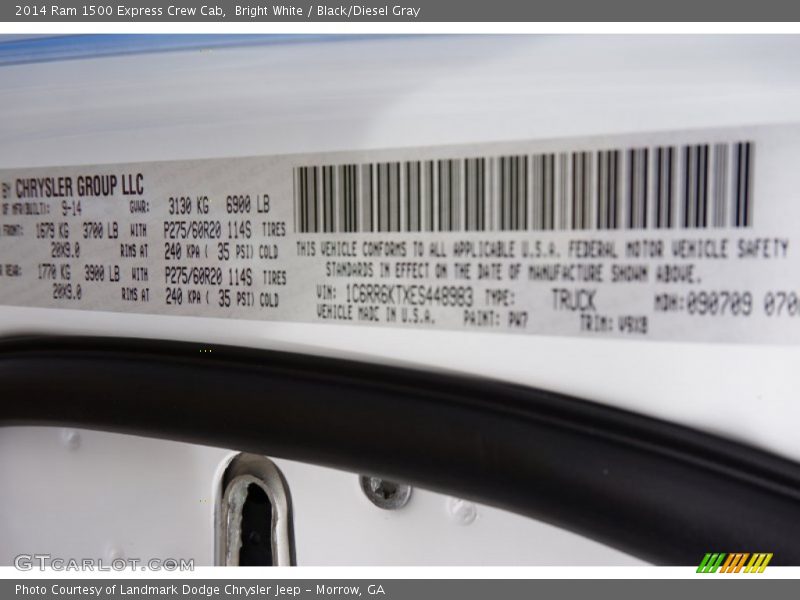 2014 Ram 1500 Express Crew Cab,  Bright White / Black/Diesel Gray
BY CHRYSLER GROUP LLC
OF MFR(BUILT): 9-14 GVWR: 3130 KG 6900 LB
FRONT: 1679 KG 3700 LB WITH P275/60R20 114S TIRES
20X9.0 RIMS AT 240 KPA ( 35 PSI) COLD
REAR: 1770 KG 3900 LB WITH P275/60R20 114S TIRES
20X9.0 RIMS AT 240 KPA ( 35 PSI) COLD
THIS VEHICLE CONFORMS TO ALL APPLICABLE U.S.A. FEDERAL MOTOR VEHICLE SAFETY
STANDARDS IN EFFECT ON THE DATE OF MANUFACTURE SHOWN ABOVE.
VIN: 1C6RR6KTXES448983 TYPE: TRUCK MDH: 090709 070
VEHICLE MADE IN U.S.A. PAINT: PW7 TRIM: V9X8
GTCarLot.com
Photo Courtesy of Landmark Dodge Chrysler Jeep – Morrow, GA